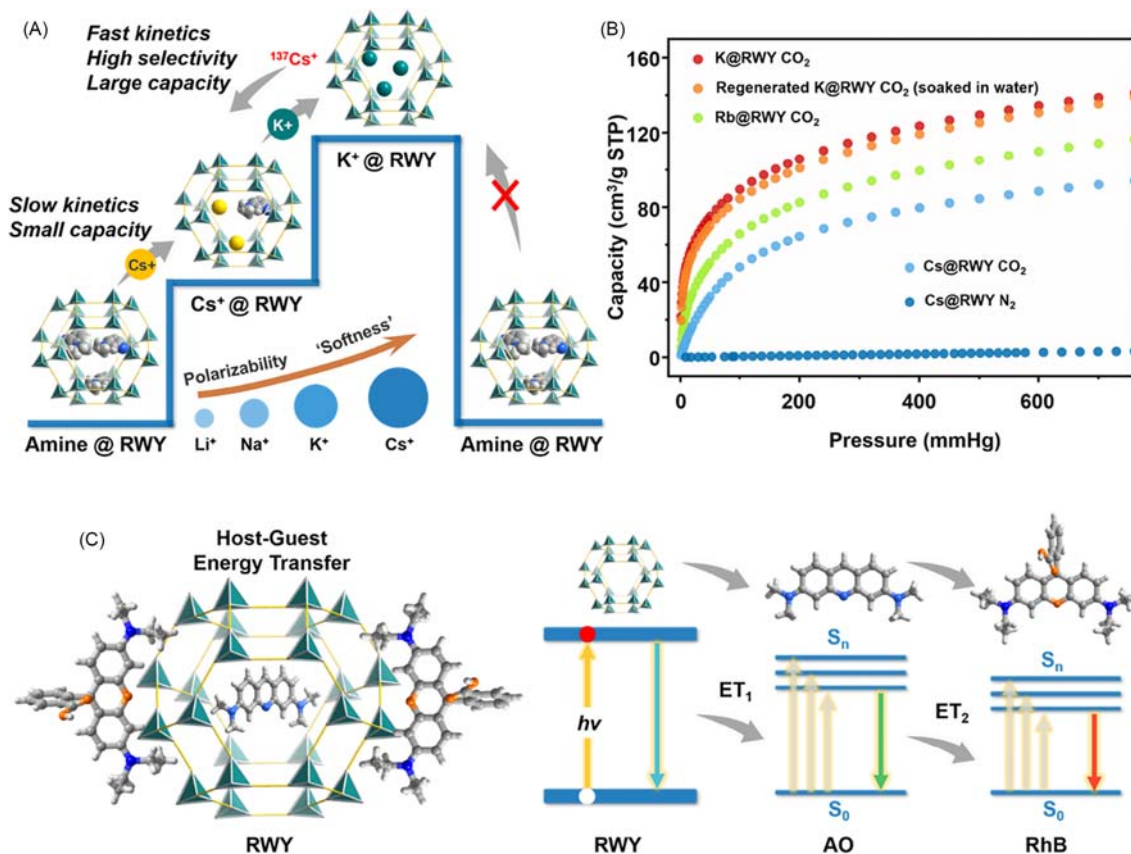 (A)
Fast kinetics
High selectivity
Large capacity
¹³⁷Cs⁺
K+
K⁺ @ RWY
Slow kinetics
Small capacity
Cs+
Cs⁺ @ RWY
Polarizability
'Softness'
Li⁺
Na⁺
K⁺
Cs⁺
Amine @ RWY
Amine @ RWY
(B)
Capacity (cm³/g STP)
160
120
80
40
0
K@RWY CO₂
Regenerated K@RWY CO₂ (soaked in water)
Rb@RWY CO₂
Cs@RWY CO₂
Cs@RWY N₂
0
200
400
600
Pressure (mmHg)
(C)
Host-Guest
Energy Transfer
RWY
hν
RWY
ET₁
Sₙ
S₀
AO
ET₂
Sₙ
S₀
RhB